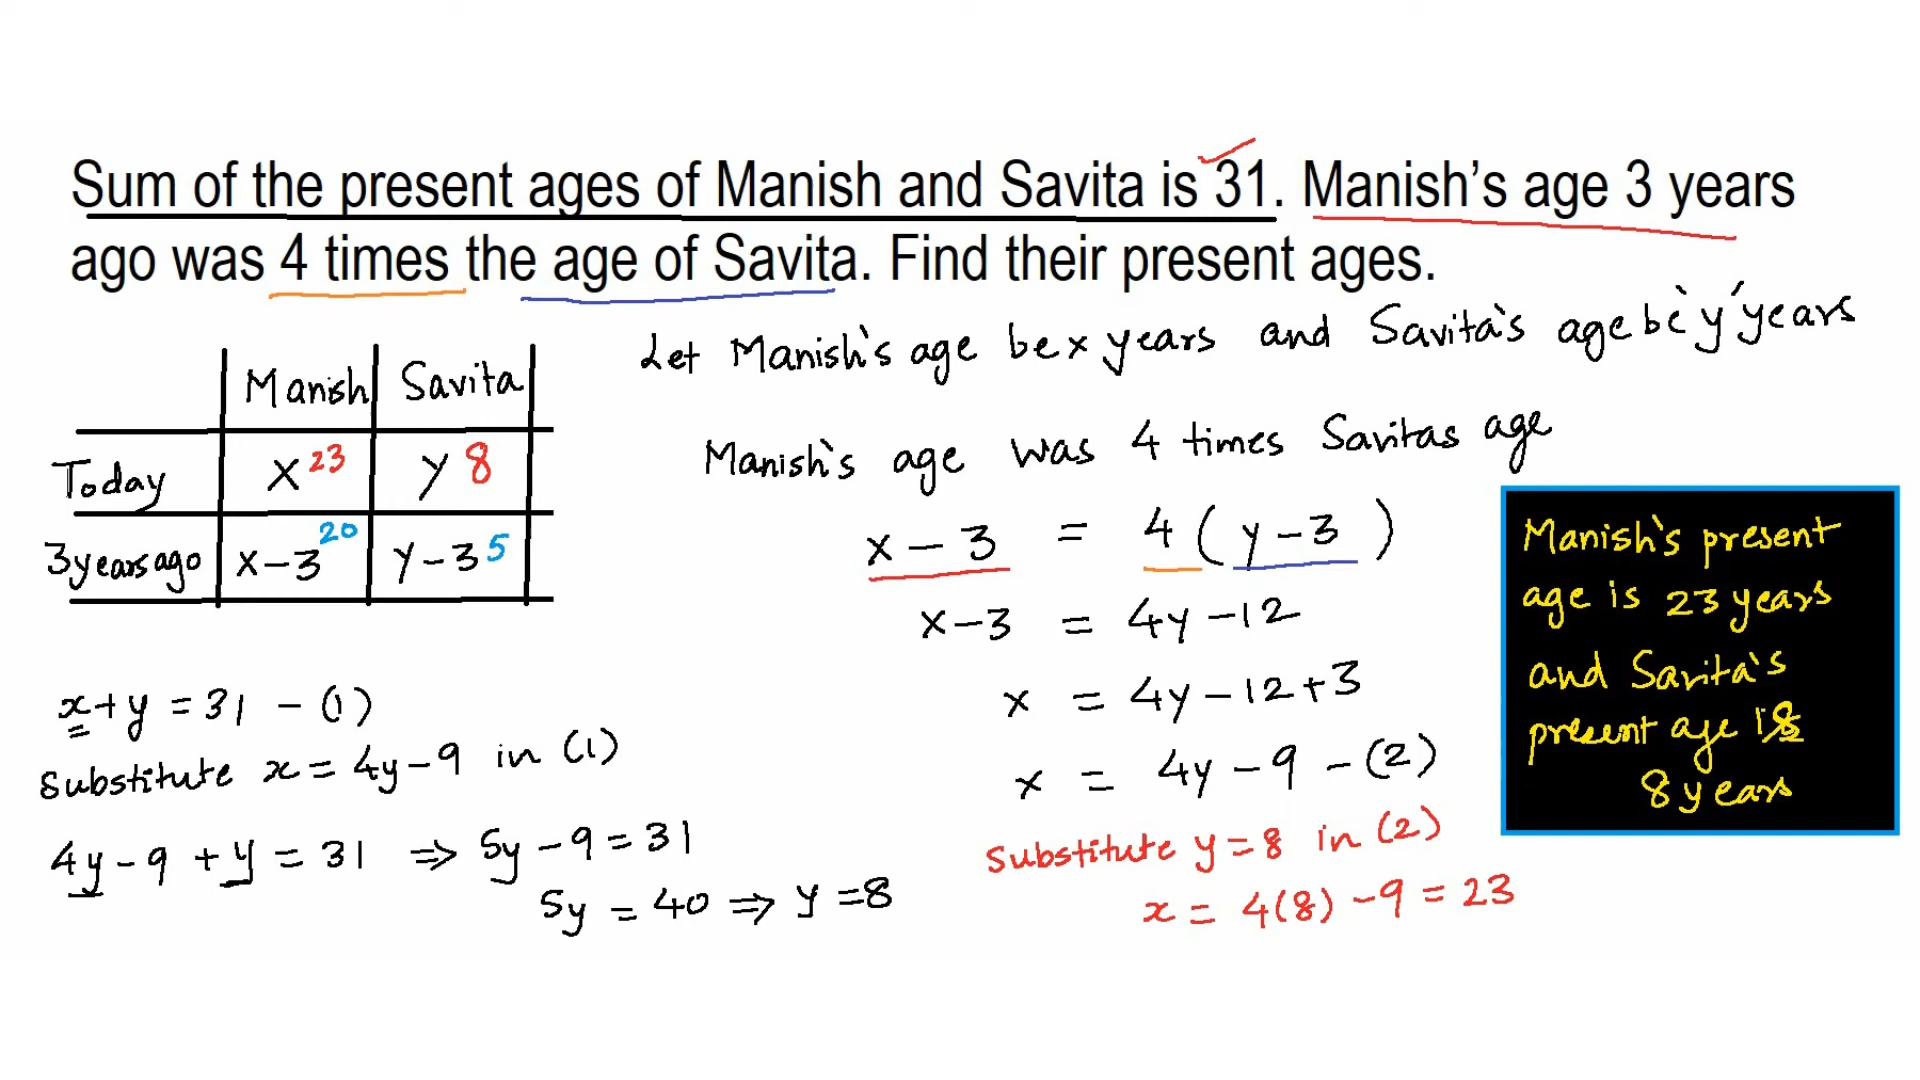 Sum of the present ages of Manish and Savita is 31. Manish's age 3 years
ago was 4 times the age of Savita. Find their present ages.
Let Manish's age be x years and Savita's age be 'y' years
Manish Savita
Today x 23 y 8
3 years ago x-3 20 y-3 5
Manish's age was 4 times Savitas age
x - 3 = 4 ( y - 3 )
x-3 = 4y -12
x = 4y - 12 + 3
x = 4y - 9 - (2)
Substitute y = 8 in (2)
x = 4(8) - 9 = 23
x + y = 31 - (1)
Substitute x = 4y - 9 in (1)
4y - 9 + y = 31 ⇒ 5y - 9 = 31
5y = 40 ⇒ y = 8
Manish's present
age is 23 years
and Savita's
present age is
8 years